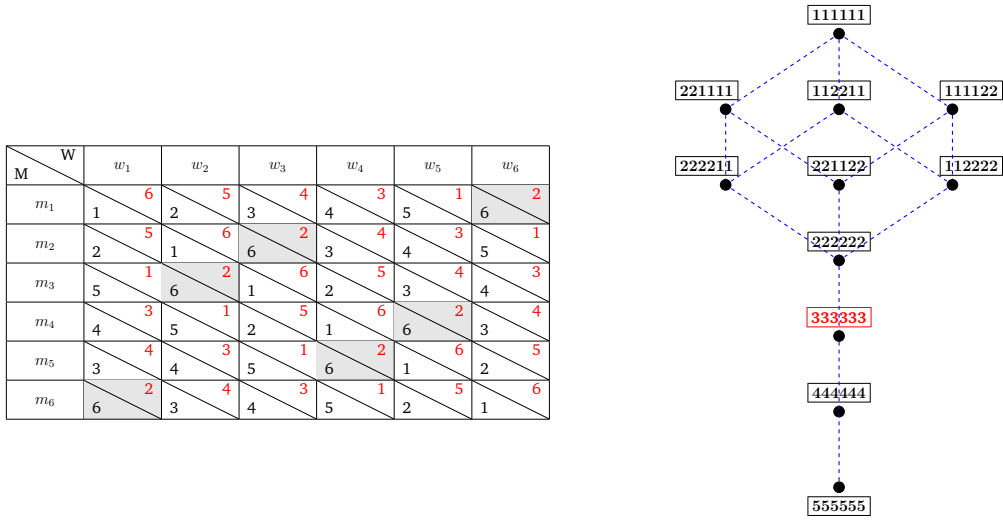 W
M
w1 w2 w3 w4 w5 w6
m1 6 1 5 2 4 3 3 4 1 5 2 6
m2 5 2 6 1 2 6 4 3 3 4 1 5
m3 1 5 2 6 6 1 5 2 4 3 3 4
m4 3 4 1 5 5 2 6 1 2 6 4 3
m5 4 3 3 4 1 5 2 6 6 1 5 2
m6 2 6 4 3 3 4 1 5 5 2 6 1
111111
221111 112211 111122
222211 221122 112222
222222
333333
444444
555555